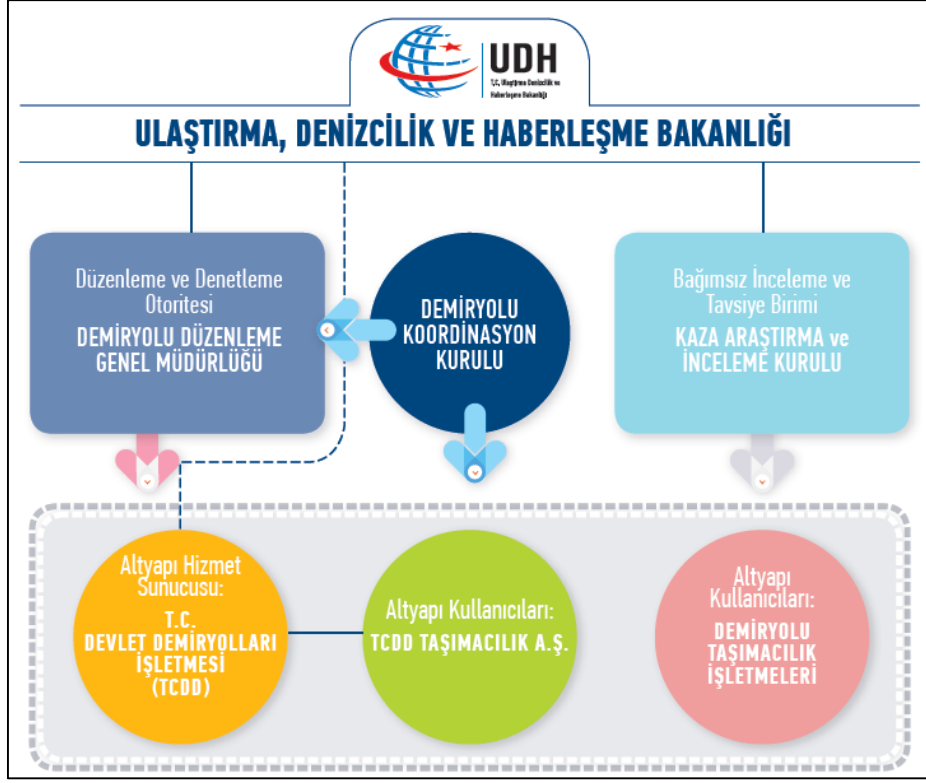 UDH
T.C. Ulaştırma Denizcilik ve
Haberleşme Bakanlığı
ULAŞTIRMA, DENİZCİLİK VE HABERLEŞME BAKANLIĞI
Düzenleme ve Denetleme
Otoritesi
DEMİRYOLU DÜZENLEME
GENEL MÜDÜRLÜĞÜ
DEMİRYOLU
KOORDİNASYON
KURULU
Bağımsız İnceleme ve
Tavsiye Birimi
KAZA ARAŞTIRMA ve
İNCELEME KURULU
Altyapı Hizmet
Sunucusu:
T.C.
DEVLET DEMİRYOLLARI
İŞLETMESİ
(TCDD)
Altyapı Kullanıcıları:
TCDD TAŞIMACILIK A.Ş.
Altyapı
Kullanıcıları:
DEMİRYOLU
TAŞIMACILIK
İŞLETMELERİ